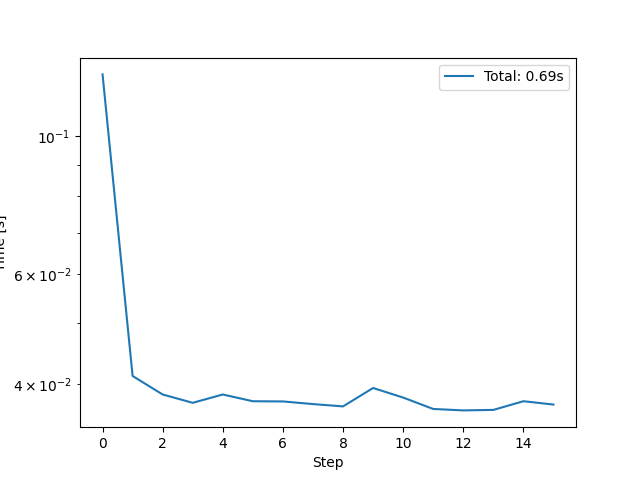 Total: 0.69s
10⁻¹
6 × 10⁻²
4 × 10⁻²
[s]
0 2 4 6 8 10 12 14
Step